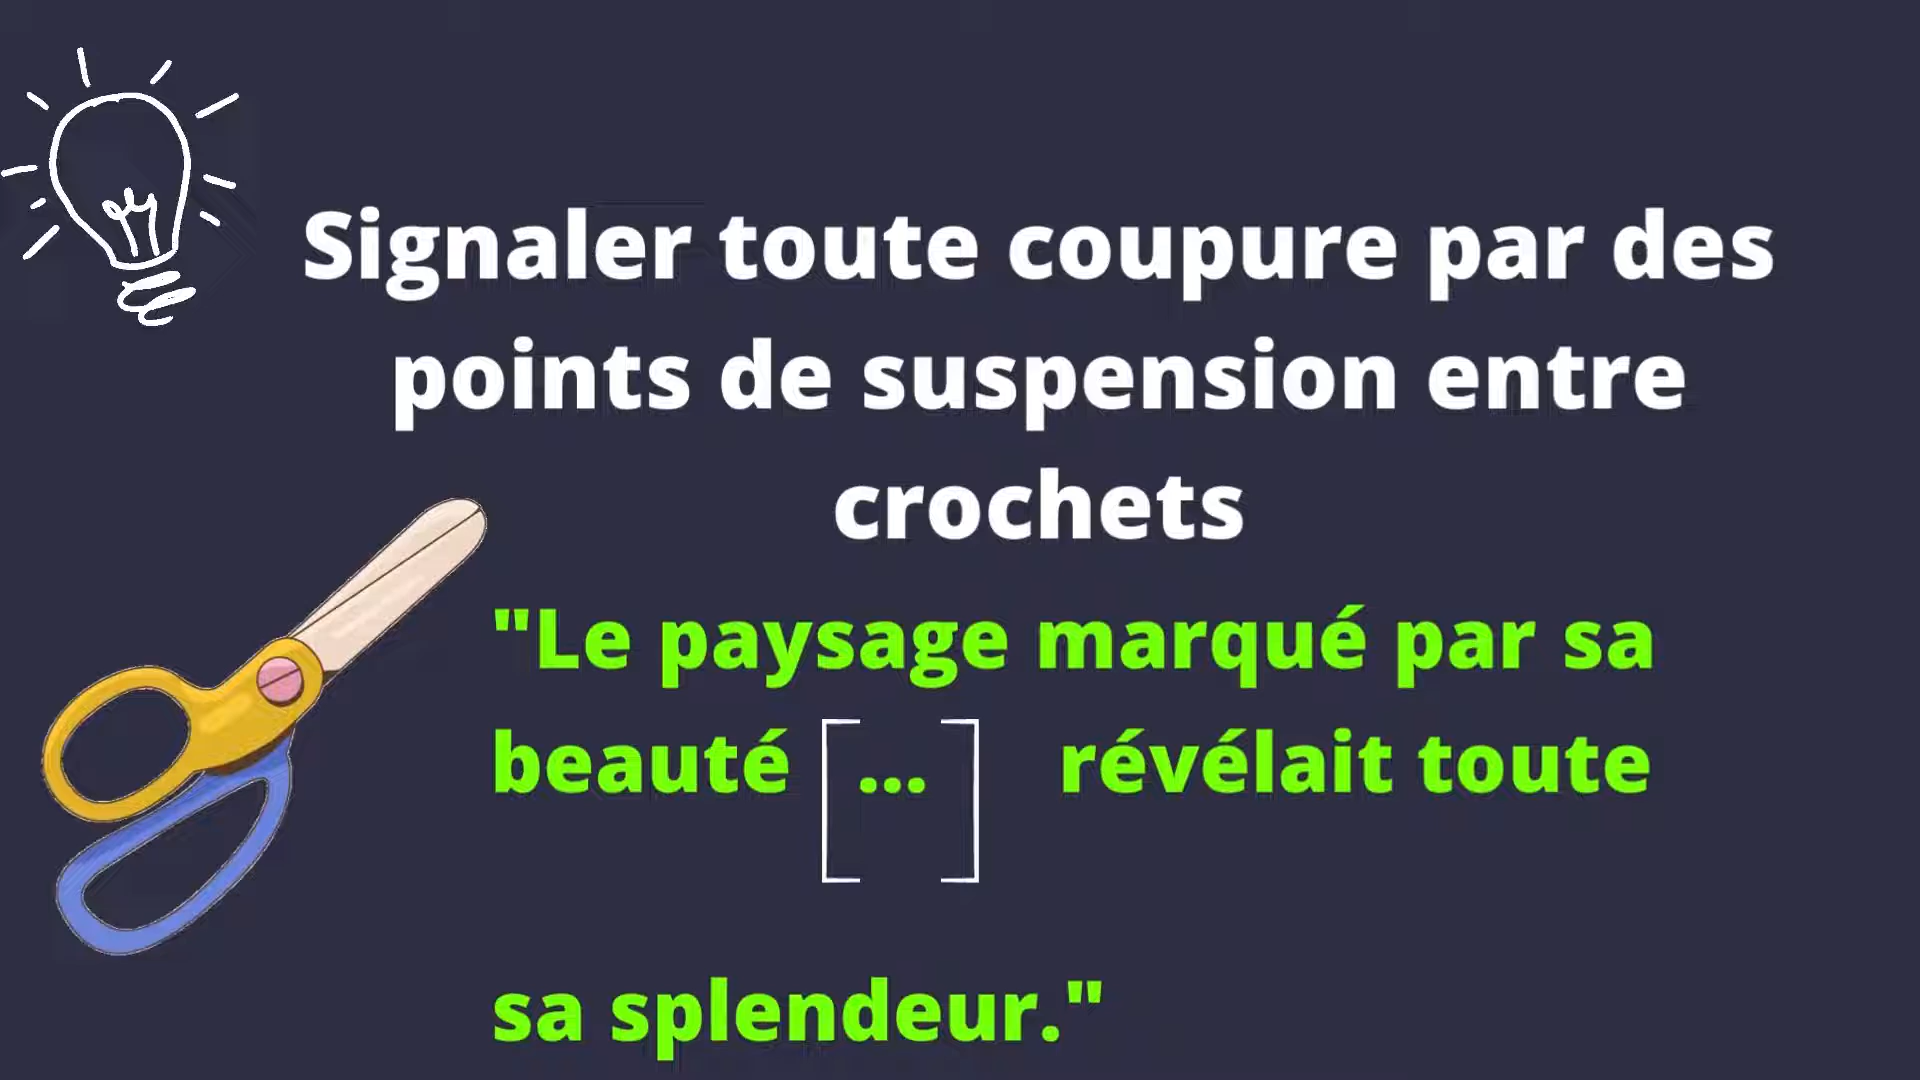 Signaler toute coupure par des
points de suspension entre
crochets
"Le paysage marqué par sa
beauté [...] révélait toute
sa splendeur."